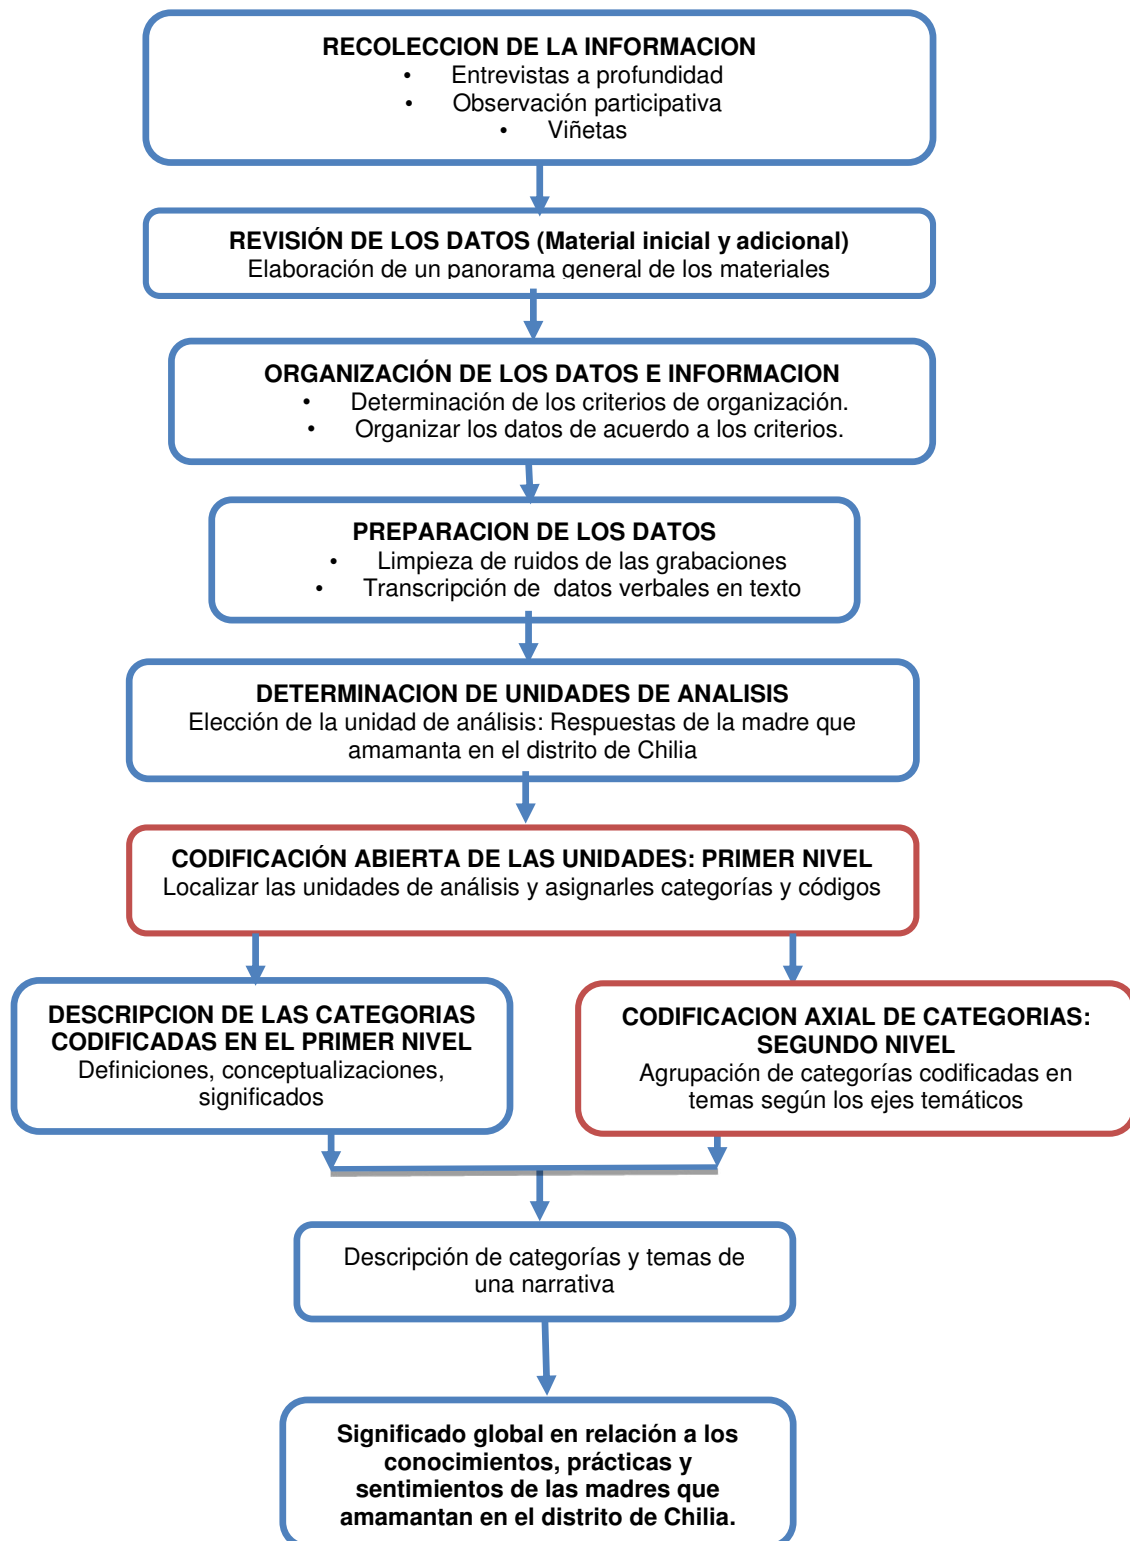 RECOLECCION DE LA INFORMACION
• Entrevistas a profundidad
• Observación participativa
• Viñetas
REVISIÓN DE LOS DATOS (Material inicial y adicional)
Elaboración de un panorama general de los materiales
ORGANIZACIÓN DE LOS DATOS E INFORMACION
• Determinación de los criterios de organización.
• Organizar los datos de acuerdo a los criterios.
PREPARACION DE LOS DATOS
• Limpieza de ruidos de las grabaciones
• Transcripción de datos verbales en texto
DETERMINACION DE UNIDADES DE ANALISIS
Elección de la unidad de análisis: Respuestas de la madre que
amamanta en el distrito de Chilia
CODIFICACIÓN ABIERTA DE LAS UNIDADES: PRIMER NIVEL
Localizar las unidades de análisis y asignarles categorías y códigos
DESCRIPCION DE LAS CATEGORIAS
CODIFICADAS EN EL PRIMER NIVEL
Definiciones, conceptualizaciones,
significados
CODIFICACION AXIAL DE CATEGORIAS:
SEGUNDO NIVEL
Agrupación de categorías codificadas en
temas según los ejes temáticos
Descripción de categorías y temas de
una narrativa
Significado global en relación a los
conocimientos, prácticas y
sentimientos de las madres que
amamantan en el distrito de Chilia.